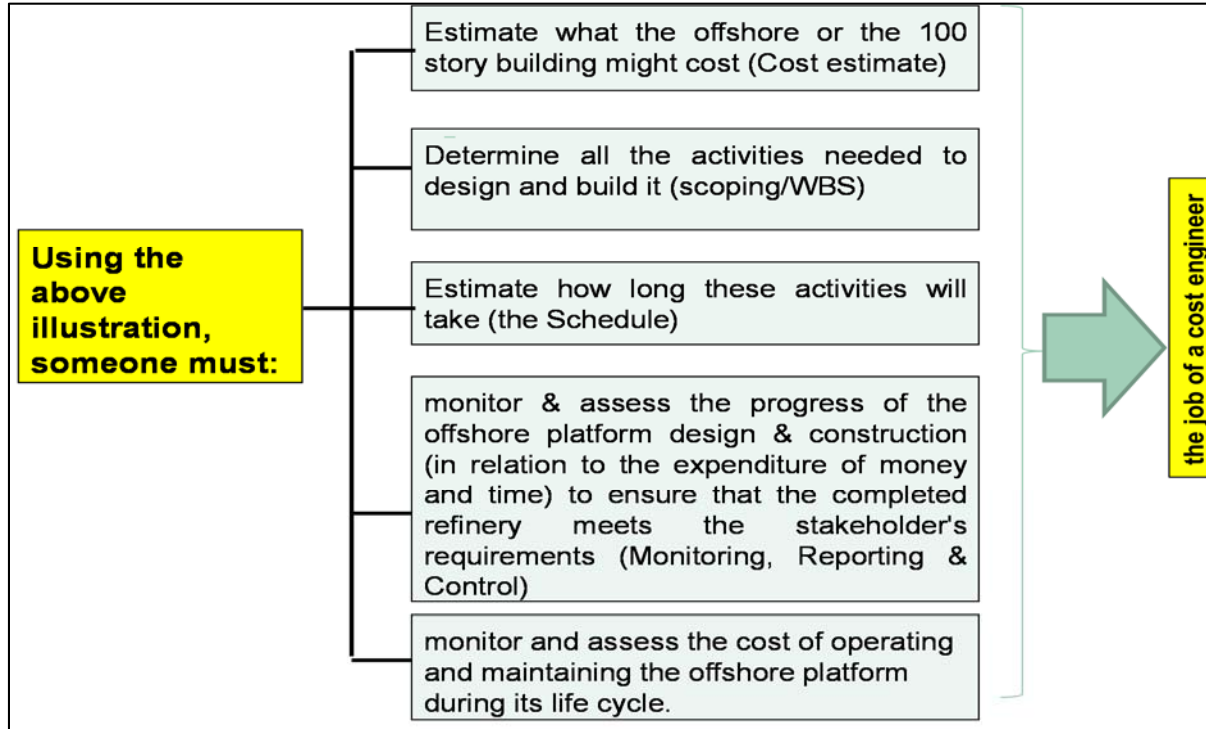 Using the
above
illustration,
someone must:
Estimate what the offshore or the 100
story building might cost (Cost estimate)
Determine all the activities needed to
design and build it (scoping/WBS)
Estimate how long these activities will
take (the Schedule)
monitor & assess the progress of the
offshore platform design & construction
(in relation to the expenditure of money
and time) to ensure that the completed
refinery meets the stakeholder's
requirements (Monitoring, Reporting &
Control)
monitor and assess the cost of operating
and maintaining the offshore platform
during its life cycle.
the job of a cost engineer